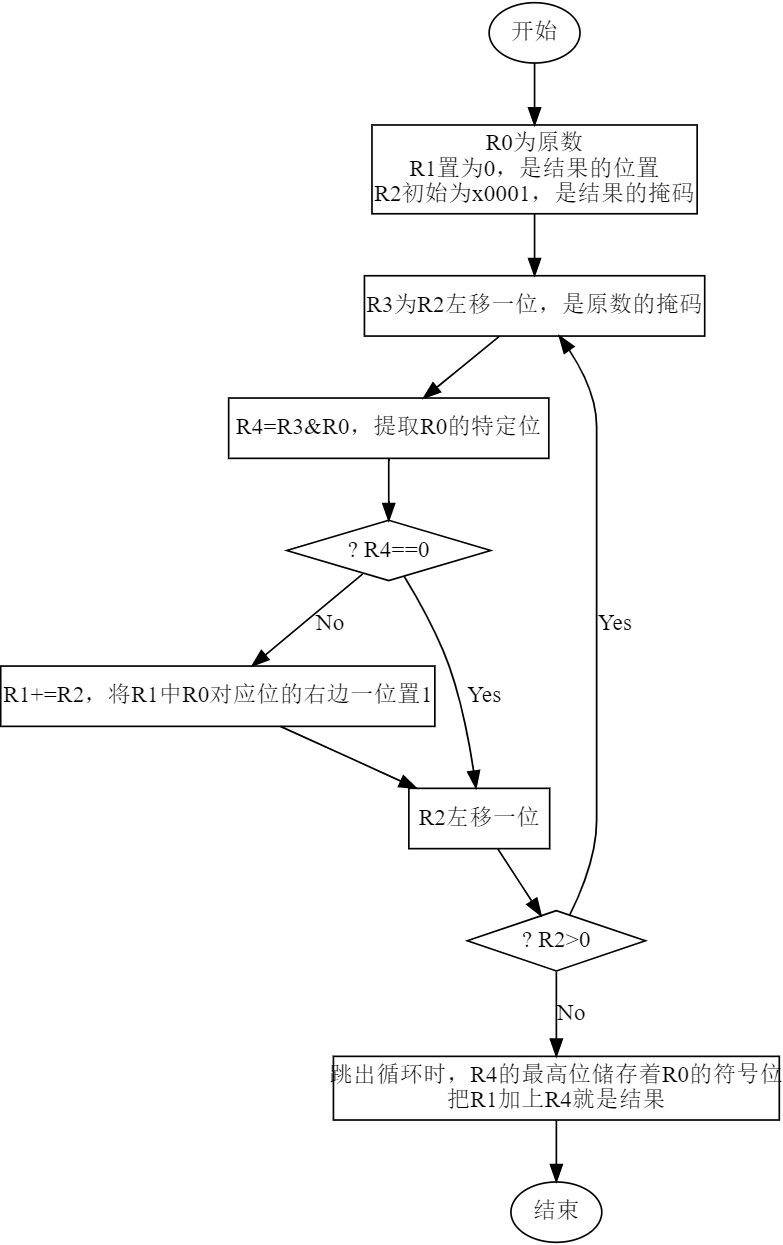 开始
R0为原数
R1置为0，是结果的位置
R2初始为x0001，是结果的掩码
R3为R2左移一位，是原数的掩码
R4=R3&R0，提取R0的特定位
? R4==0
No
Yes
R1+=R2，将R1中R0对应位的右边一位置1
Yes
R2左移一位
? R2>0
No
跳出循环时，R4的最高位储存着R0的符号位
把R1加上R4就是结果
结束